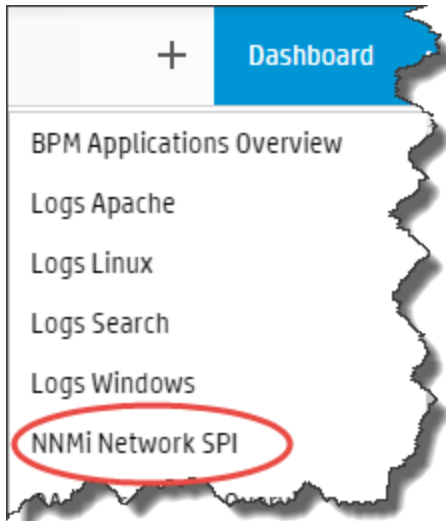 + Dashboard
BPM Applications Overview
Logs Apache
Logs Linux
Logs Search
Logs Windows
NNMi Network SPI